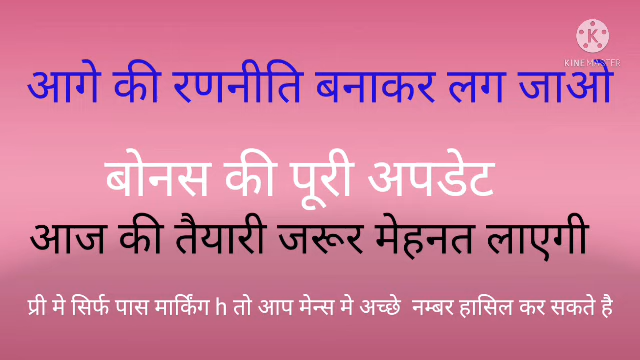 KINEMASTER
आगे की रणनीति बनाकर लग जाओ
बोनस की पूरी अपडेट
आज की तैयारी जरूर मेहनत लाएगी
प्री मे सिर्फ पास मार्किंग h तो आप मेन्स मे अच्छे नम्बर हासिल कर सकते है